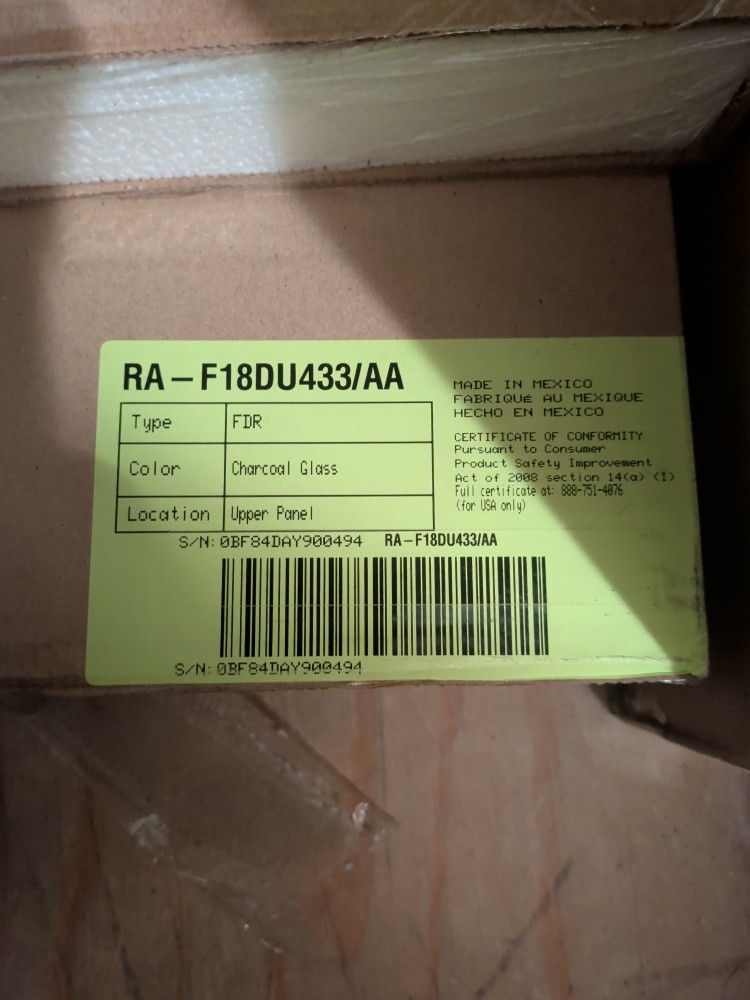 RA-F18DU433/AA
Type FDR
Color Charcoal Glass
Location Upper Panel
MADE IN MEXICO
FABRIQUé AU MEXIQUE
HECHO EN MEXICO
CERTIFICATE OF CONFORMITY
Pursuant to Consumer
Product Safety Improvement
Act of 2008 section 14(a) (1)
Full certificate at: 888-751-4076
(for USA only)
S/N: 0BF84DAY900494 RA-F18DU433/AA
S/N: 0BF84DAY900494